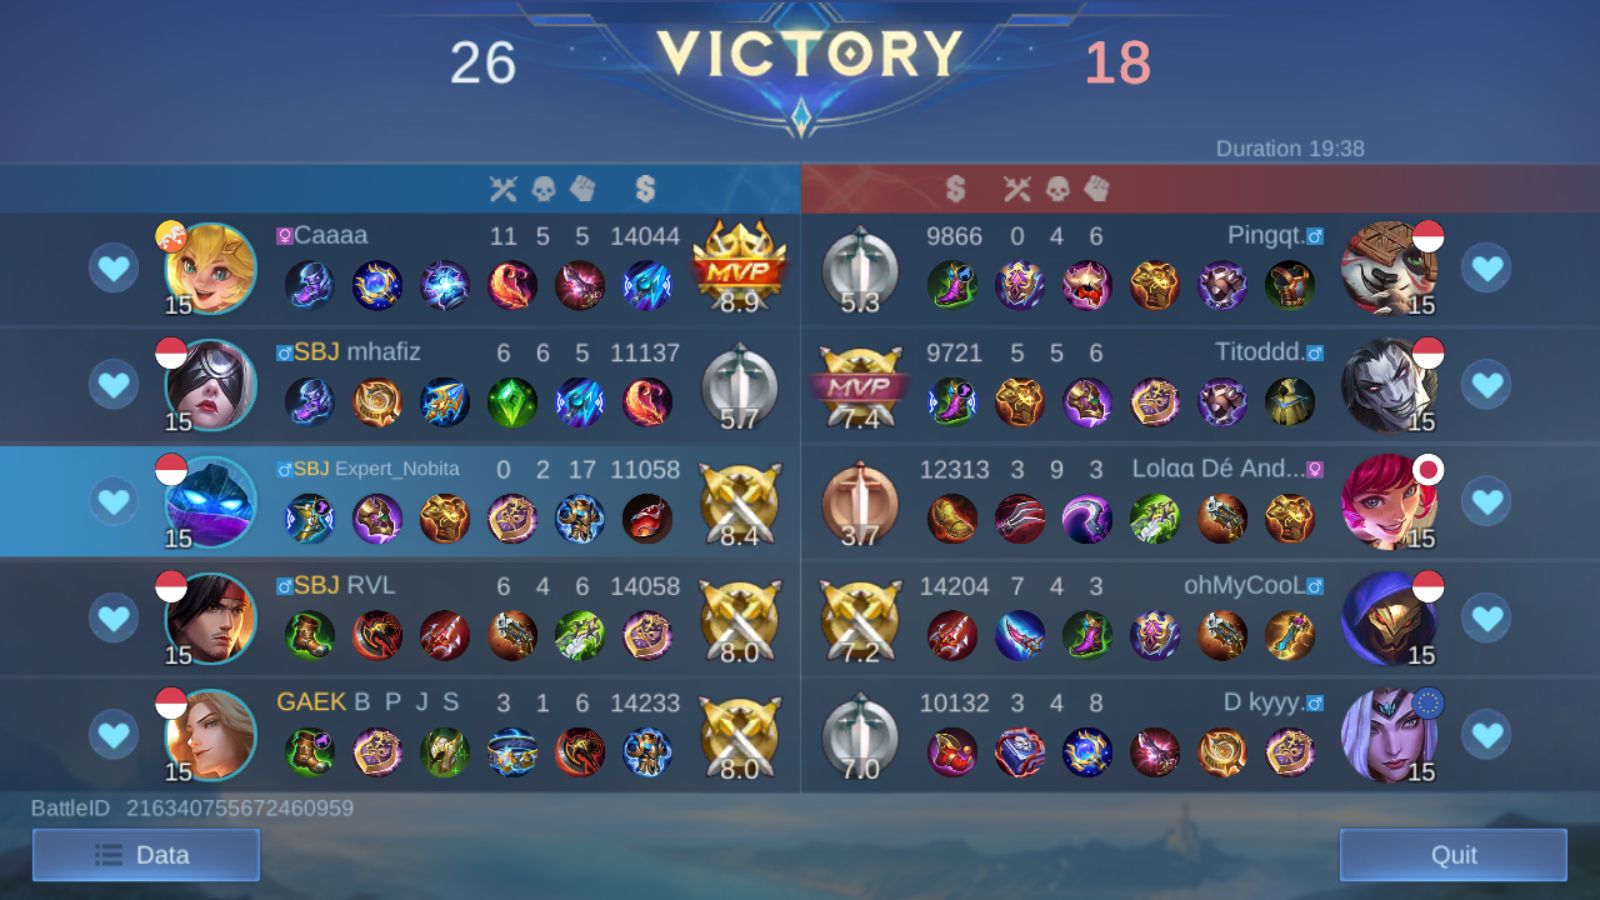 26 VICTORY 18
Duration 19:38
Caaaa 11 5 5 14044 MVP 8.9 15
5.3 9866 0 4 6 Pingqt. 15
SBJ mhafiz 6 6 5 11137 5.7 15
MVP 7.4 9721 5 5 6 Titoddd. 15
SBJ Expert_Nobita 0 2 17 11058 8.4 15
3.7 12313 3 9 3 Lolaɑ Dé And... 15
SBJ RVL 6 4 6 14058 8.0 15
7.2 14204 7 4 3 ohMyCooL 15
GAEK B P J S 3 1 6 14233 8.0 15
7.0 10132 3 4 8 D kyyy. 15
BattleID 216340755672460959
Data Quit